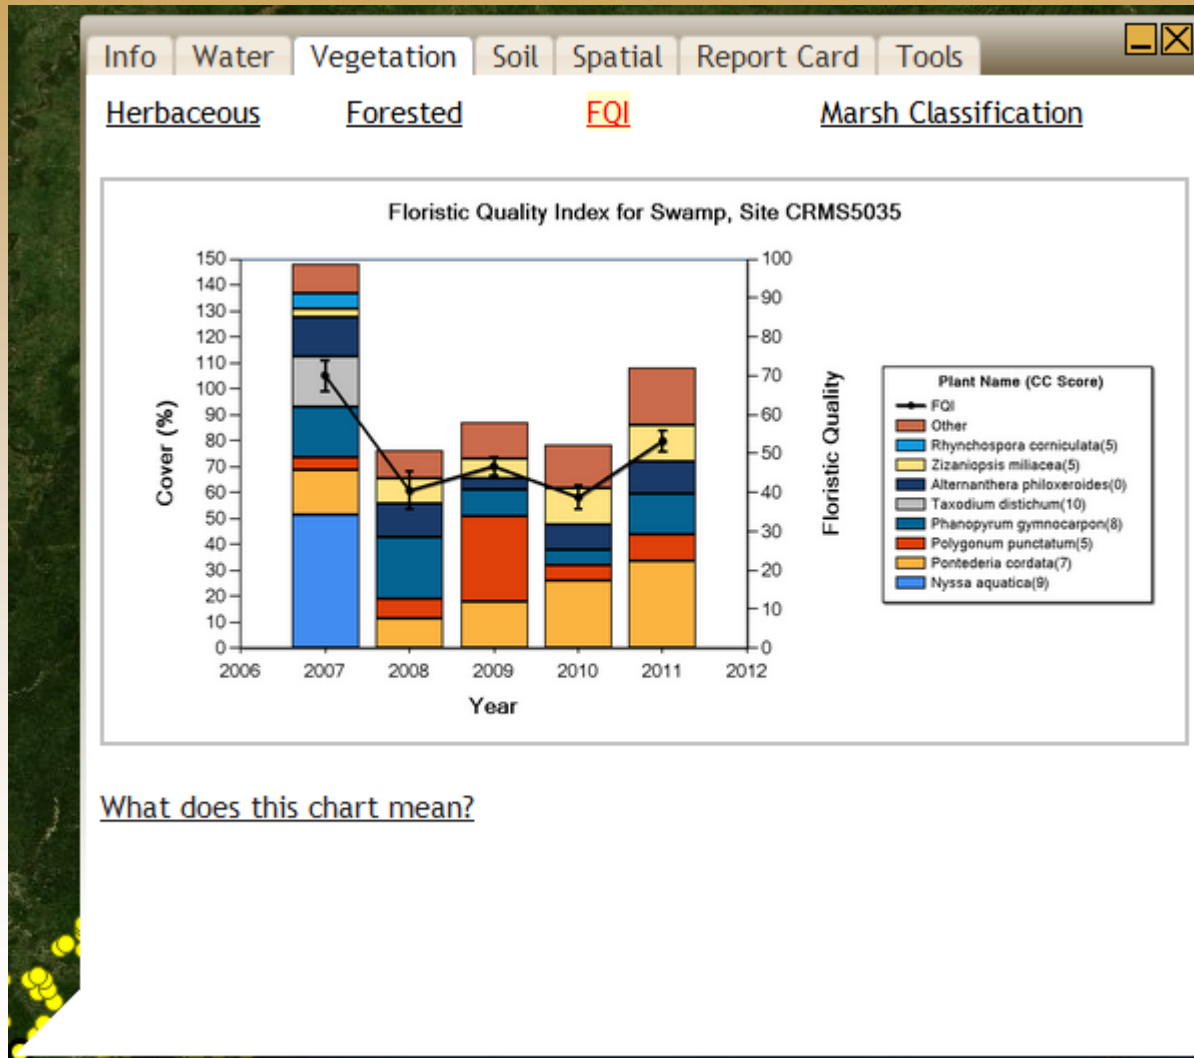 Info Water Vegetation Soil Spatial Report Card Tools
Herbaceous Forested FQI Marsh Classification
Floristic Quality Index for Swamp, Site CRMS5035
150
140
130
120
110
100
90
80
70
60
50
40
30
20
10
0
Cover (%)
100
90
80
70
60
50
40
30
20
10
0
Floristic Quality
2006 2007 2008 2009 2010 2011 2012
Year
Plant Name (CC Score)
FQI
Other
Rhynchospora corniculata(5)
Zizaniopsis miliacea(5)
Alternanthera philoxeroides(0)
Taxodium distichum(10)
Phanopyrum gymnocarpon(8)
Polygonum punctatum(5)
Pontederia cordata(7)
Nyssa aquatica(9)
What does this chart mean?